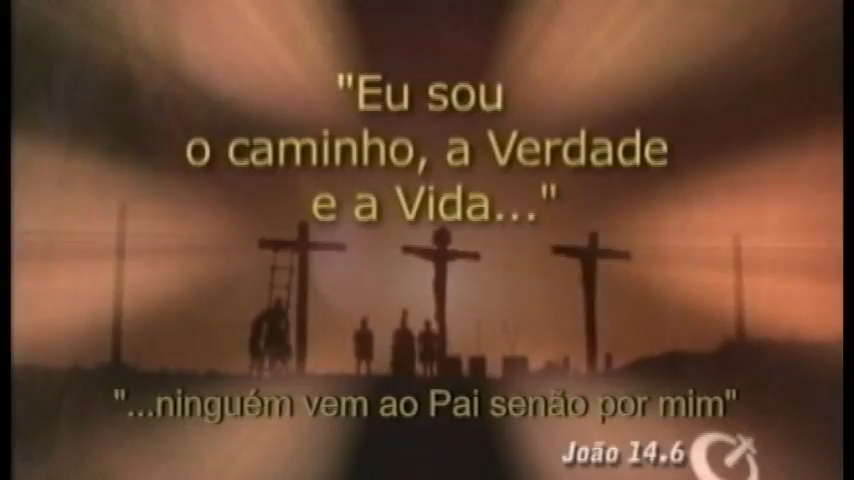 "Eu sou
o caminho, a Verdade
e a Vida..."
"...ninguém vem ao Pai senão por mim"
João 14.6